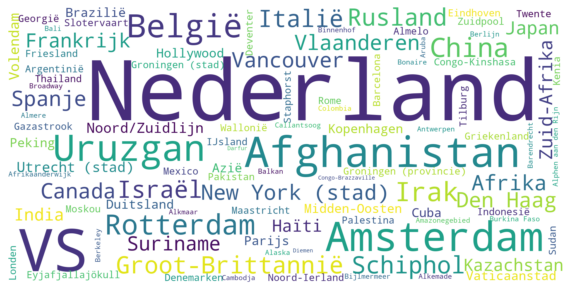 Georgië Brazilië België Italië Rusland Eindhoven Twente
Bali Slotervaart Zuidpool
Volendam Frankrijk Hollywood Deventer Vlaanderen Binnenhof Almelo China Berlijn Japan
Friesland Groningen (stad) Vancouver Aruba Bonaire Congo-Kinshasa Kenia
Argentinië Thailand Broadway Nederland Staphorst Barcelona Tilburg Zuid-Afrika
Spanje Rome Colombia
Almere Gazastrook Noord/Zuidlijn Wallonië Callantsoog Kopenhagen Antwerpen Griekenland Barendrecht Alphen aan den Rijn
Peking Uruzgan IJsland Afghanistan
Utrecht (stad) Azië Darfur
Afrikaanderwijk Mexico Pakistan Balkan Groningen (provincie) Afrika
Canada Israël Congo-Brazzaville Irak
Duitsland New York (stad) Den Haag
India Moskou Alkmaar Maastricht Midden-Oosten Cuba Indonesië
VS Rotterdam Haïti Palestina Amazonegebied Burkina Faso
Berkeley Suriname Parijs Amsterdam Sudan
Londen Alaska Diemen Bijlmermeer
Eyjafjallajökull Groot-Brittannië Schiphol Kazachstan
Denemarken Cambodja Noord-Ierland Alkemade Vaticaanstad